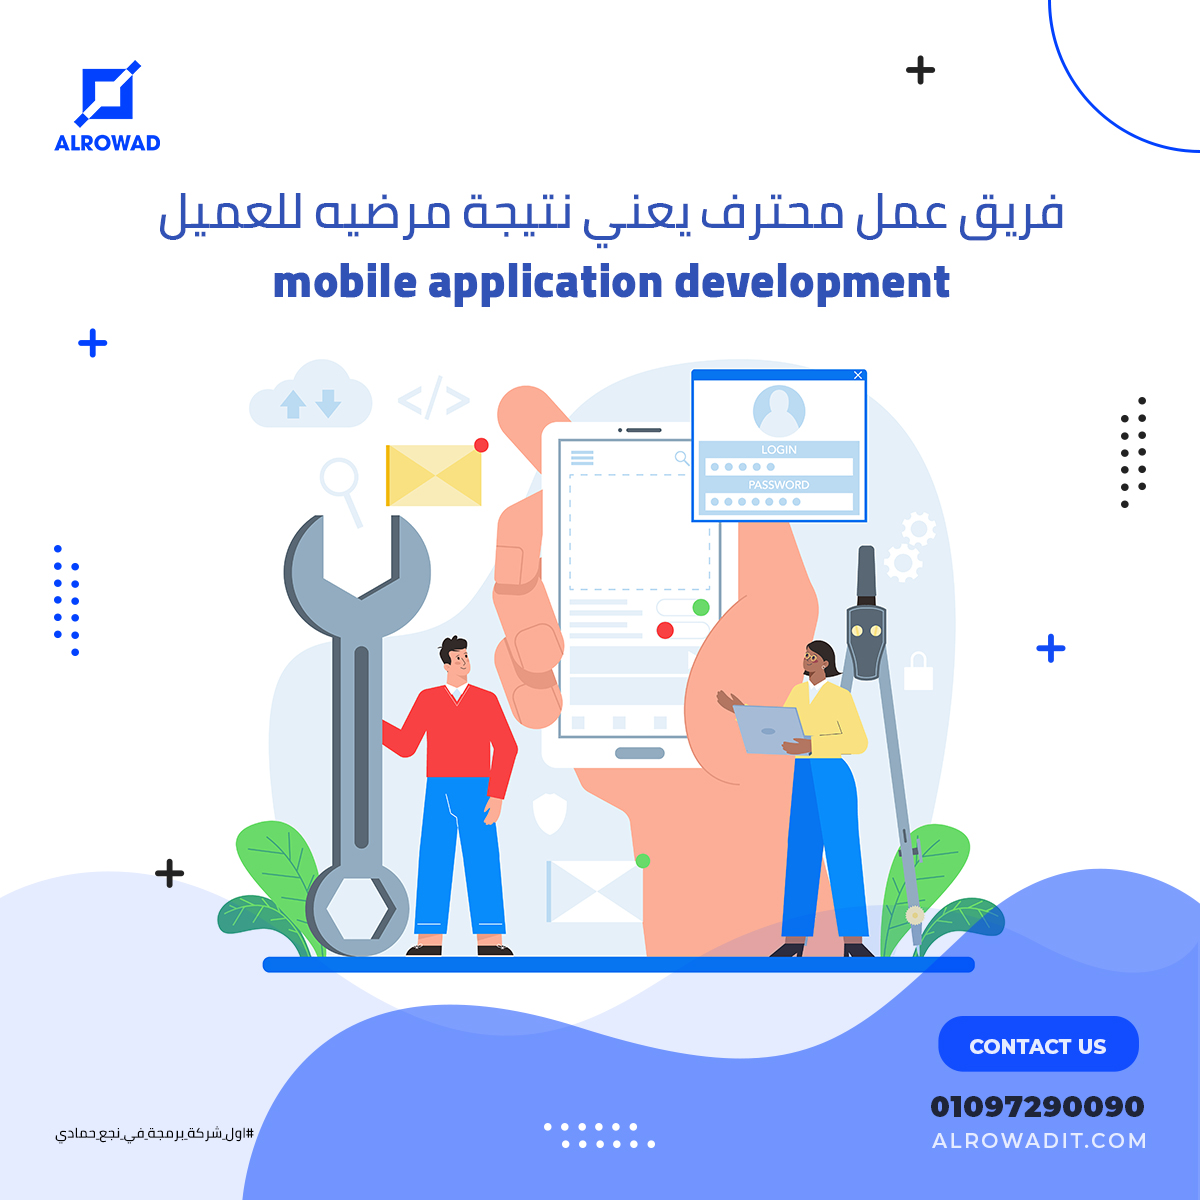 ALROWAD
فريق عمل محترف يعني نتيجة مرضيه للعميل
mobile application development
</>
LOGIN
PASSWORD
CONTACT US
01097290090
ALROWADIT.COM
#اول_شركة_برمجة_في_نجع_حمادي